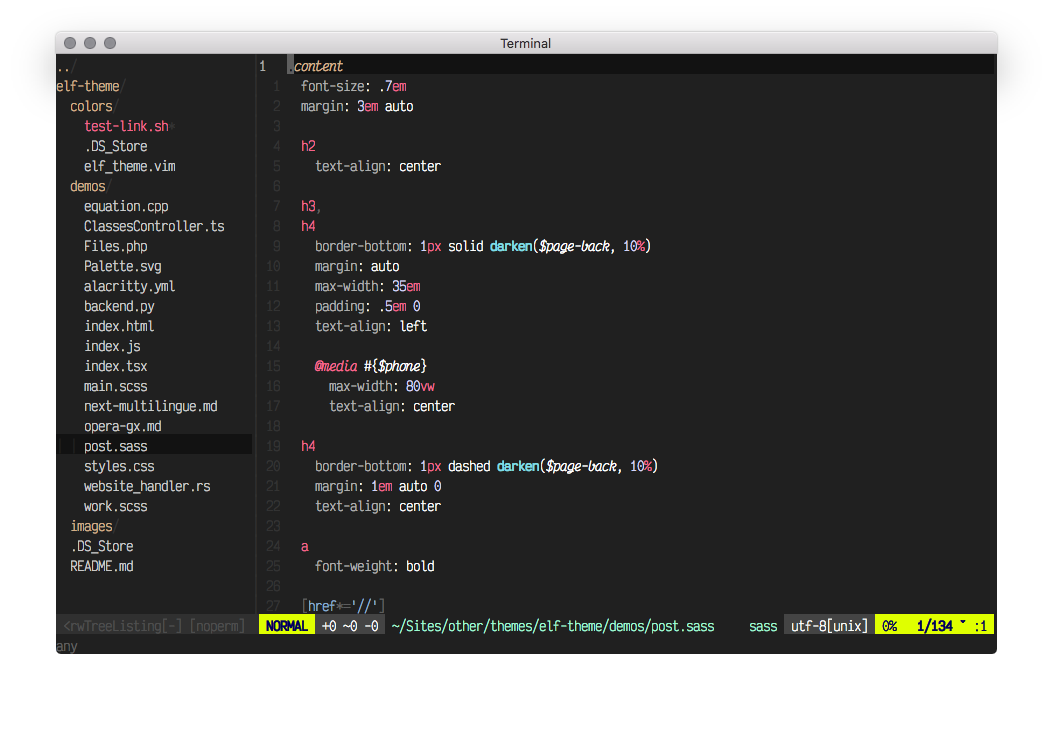 Terminal
../
elf-theme/
colors/
test-link.sh*
.DS_Store
elf_theme.vim
demos/
equation.cpp
ClassesController.ts
Files.php
Palette.svg
alacritty.yml
backend.py
index.html
index.js
index.tsx
main.scss
next-multilingue.md
opera-gx.md
post.sass
styles.css
website_handler.rs
work.scss
images/
.DS_Store
README.md
<rwTreeListing[-] [noperm]
1 .content
1 font-size: .7em
2 margin: 3em auto
3
4 h2
5 text-align: center
6
7 h3,
8 h4
9 border-bottom: 1px solid darken($page-back, 10%)
10 margin: auto
11 max-width: 35em
12 padding: .5em 0
13 text-align: left
14
15 @media #{$phone}
16 max-width: 80vw
17 text-align: center
18
19 h4
20 border-bottom: 1px dashed darken($page-back, 10%)
21 margin: 1em auto 0
22 text-align: center
23
24 a
25 font-weight: bold
26
27 [href*='//']
NORMAL +0 ~0 -0 ~/Sites/other/themes/elf-theme/demos/post.sass sass utf-8[unix] 0% 1/134 :1
any